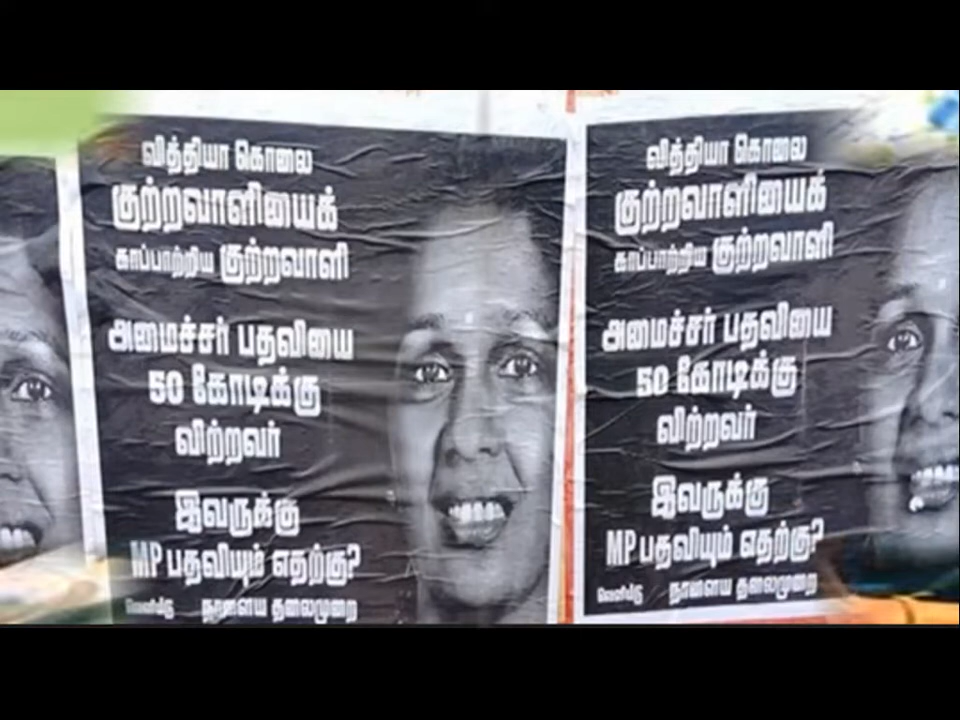 வித்தியா கொலை
குற்றவாளியைக்
காப்பாற்றிய குற்றவாளி
அமைச்சர் பதவியை
50 கோடிக்கு
விற்றவர்
இவருக்கு
MP பதவியும் எதற்கு?
வெளியீடு நாளைய தலைமுறை
வித்தியா கொலை
குற்றவாளியைக்
காப்பாற்றிய குற்றவாளி
அமைச்சர் பதவியை
50 கோடிக்கு
விற்றவர்
இவருக்கு
MP பதவியும் எதற்கு?
வெளியீடு நாளைய தலைமுறை